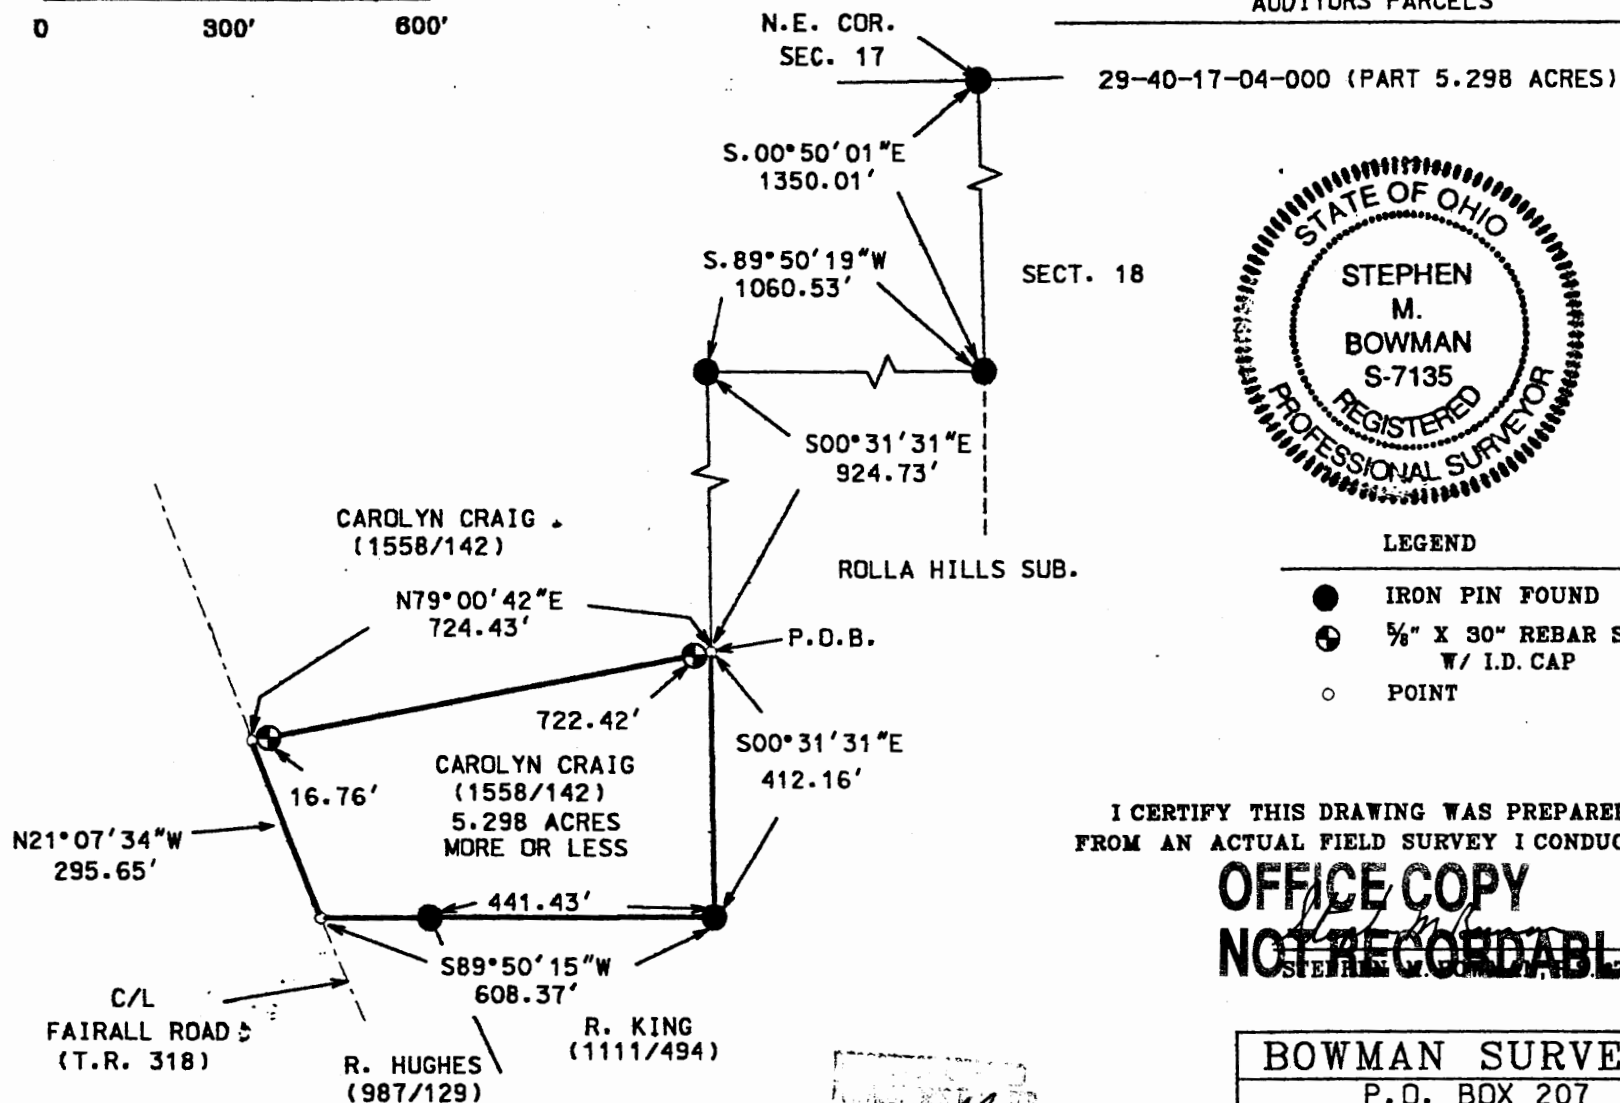 AUDITORS PARCELS
0 300' 600'
N.E. COR.
SEC. 17
29-40-17-04-000 (PART 5.298 ACRES)
S.00°50'01"E
1350.01'
S.89°50'19"W
1060.53'
SECT. 18
STATE OF OHIO
STEPHEN
M.
BOWMAN
S-7135
REGISTERED
PROFESSIONAL SURVEYOR
S00°31'31"E
924.73'
CAROLYN CRAIG
(1558/142)
ROLLA HILLS SUB.
LEGEND
IRON PIN FOUND
5/8" X 30" REBAR S
W/ I.D. CAP
POINT
N79°00'42"E
724.43'
P.O.B.
722.42'
S00°31'31"E
412.16'
16.76'
CAROLYN CRAIG
(1558/142)
5.298 ACRES
MORE OR LESS
N21°07'34"W
295.65'
441.43'
S89°50'15"W
608.37'
C/L
FAIRALL ROAD
(T.R. 318)
R. HUGHES
(987/129)
R. KING
(1111/494)
I CERTIFY THIS DRAWING WAS PREPARE
FROM AN ACTUAL FIELD SURVEY I CONDUC
OFFICE COPY
NOT RECORDABL
STEPHEN M.
BOWMAN SURVE
P.O. BOX 207